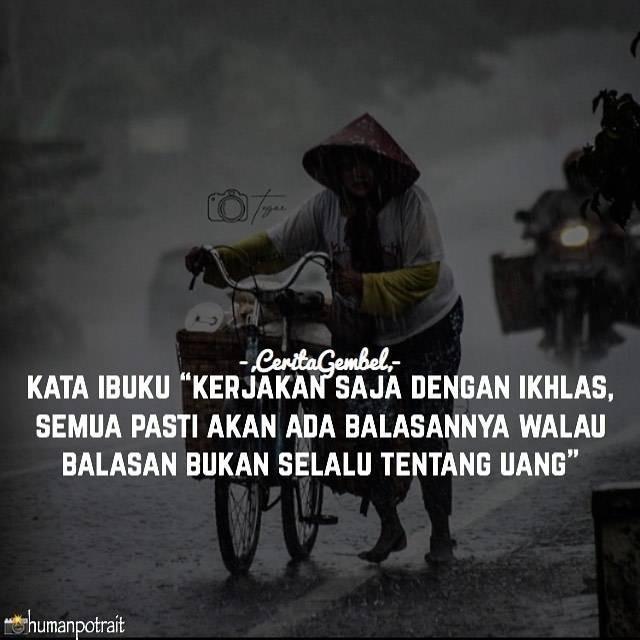 Tegar
-,CeritaGembel,-
KATA IBUKU “KERJAKAN SAJA DENGAN IKHLAS,
SEMUA PASTI AKAN ADA BALASANNYA WALAU
BALASAN BUKAN SELALU TENTANG UANG”
humanpotrait